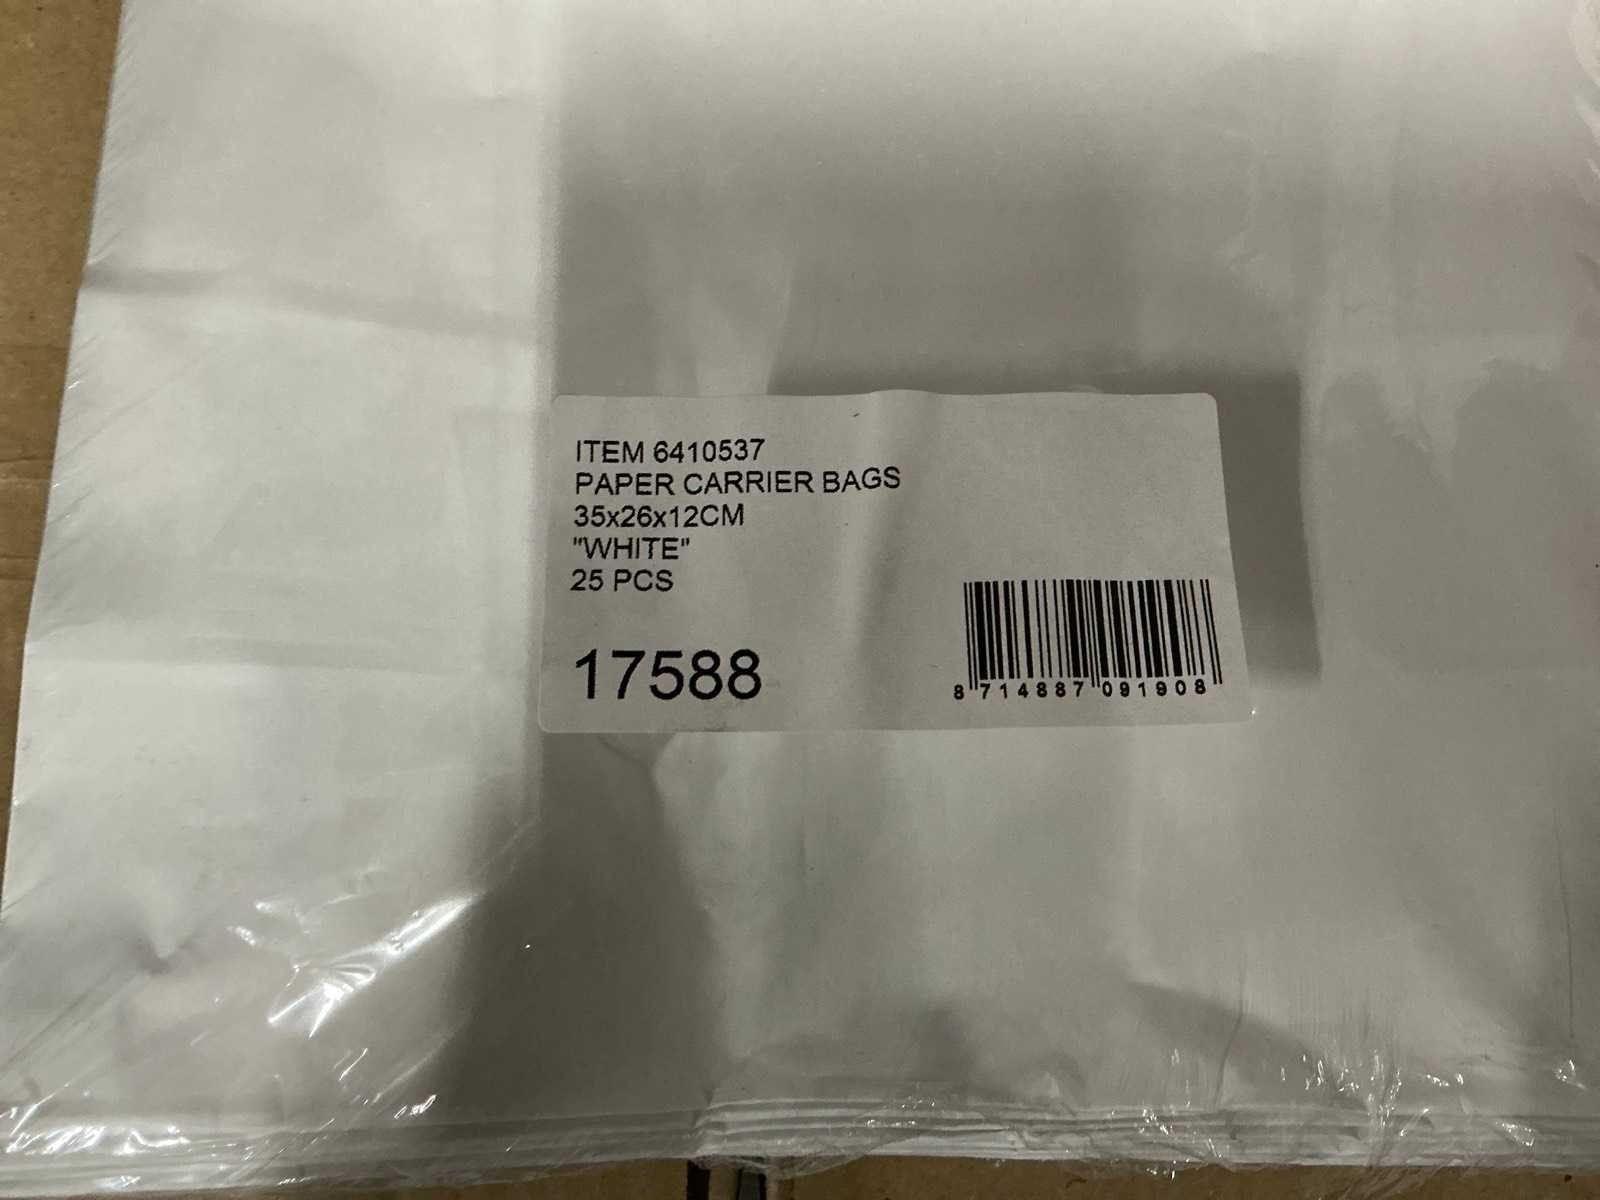 ITEM 6410537
PAPER CARRIER BAGS
35x26x12CM
"WHITE"
25 PCS
17588
8 714887 091908